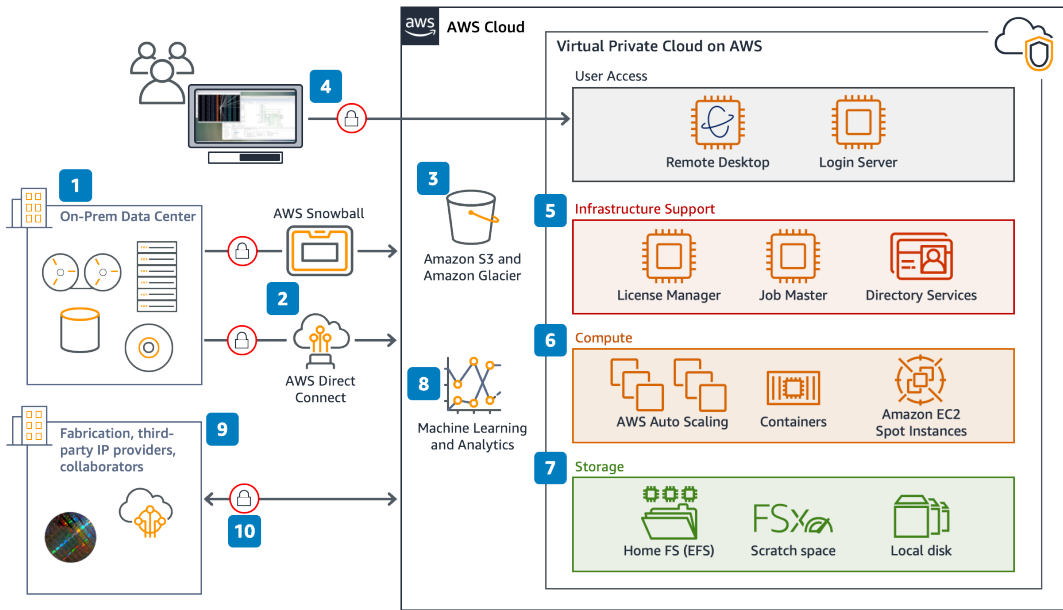 aws
AWS Cloud
Virtual Private Cloud on AWS
User Access
Remote Desktop
Login Server
4
1
On-Prem Data Center
AWS Snowball
2
AWS Direct
Connect
3
Amazon S3 and
Amazon Glacier
5
Infrastructure Support
License Manager
Job Master
Directory Services
6
Compute
AWS Auto Scaling
Containers
Amazon EC2
Spot Instances
8
Machine Learning
and Analytics
7
Storage
Home FS (EFS)
FSx
Scratch space
Local disk
9
Fabrication, third-
party IP providers,
collaborators
10